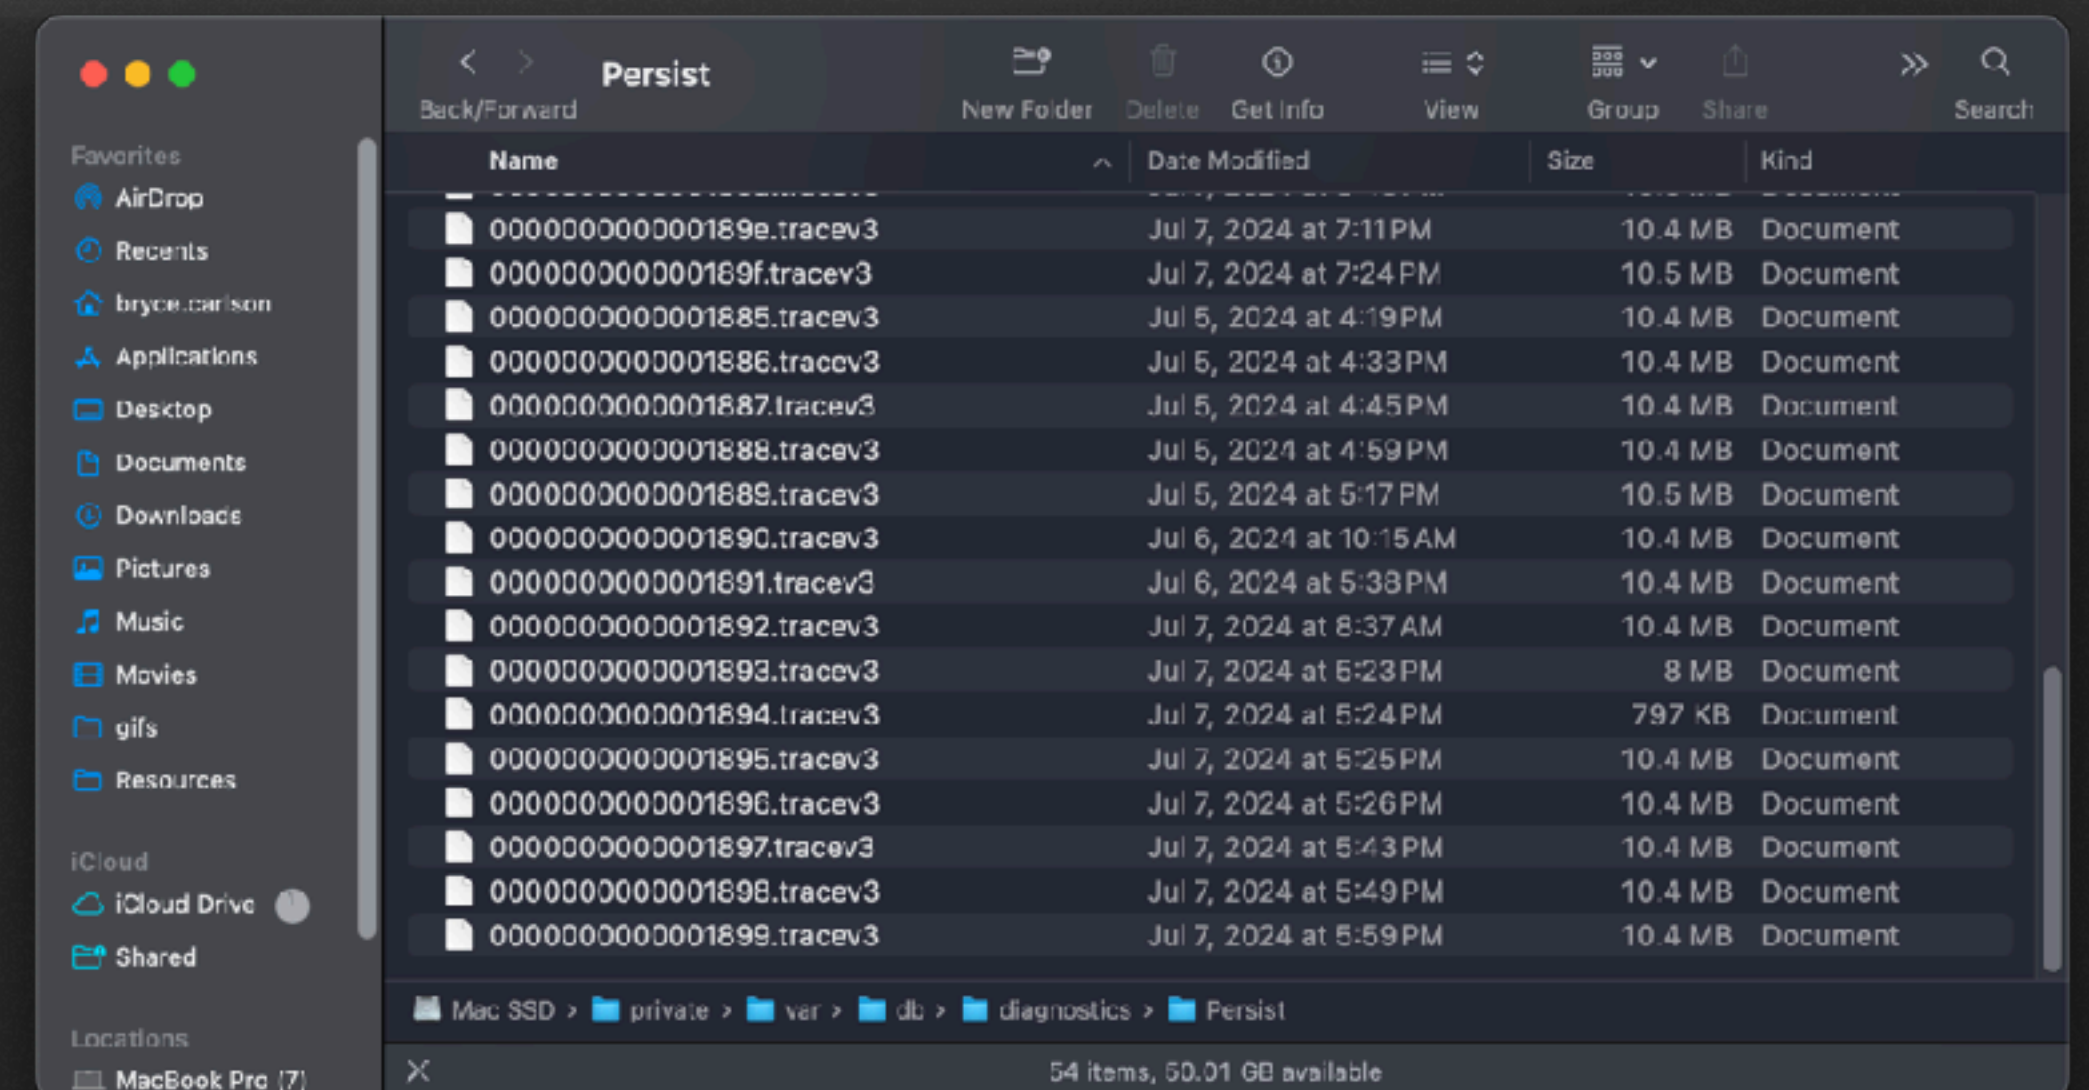 Persist
Back/Forward
New Folder
Delete
Get Info
View
Group
Share
Search
Favorites
AirDrop
Recents
bryce.carlson
Applications
Desktop
Documents
Downloads
Pictures
Music
Movies
gifs
Resources
iCloud
iCloud Drive
Shared
Locations
MacBook Pro (7)
Name Date Modified Size Kind
000000000000189e.tracev3 Jul 7, 2024 at 7:11 PM 10.4 MB Document
000000000000189f.tracev3 Jul 7, 2024 at 7:24 PM 10.5 MB Document
0000000000001885.tracev3 Jul 5, 2024 at 4:19 PM 10.4 MB Document
0000000000001886.tracev3 Jul 5, 2024 at 4:33 PM 10.4 MB Document
0000000000001887.tracev3 Jul 5, 2024 at 4:45 PM 10.4 MB Document
0000000000001888.tracev3 Jul 5, 2024 at 4:59 PM 10.4 MB Document
0000000000001889.tracev3 Jul 5, 2024 at 5:17 PM 10.5 MB Document
0000000000001890.tracev3 Jul 6, 2024 at 10:15 AM 10.4 MB Document
0000000000001891.tracev3 Jul 6, 2024 at 5:38 PM 10.4 MB Document
0000000000001892.tracev3 Jul 7, 2024 at 8:37 AM 10.4 MB Document
0000000000001893.tracev3 Jul 7, 2024 at 5:23 PM 8 MB Document
0000000000001894.tracev3 Jul 7, 2024 at 5:24 PM 797 KB Document
0000000000001895.tracev3 Jul 7, 2024 at 5:25 PM 10.4 MB Document
0000000000001896.tracev3 Jul 7, 2024 at 5:26 PM 10.4 MB Document
0000000000001897.tracev3 Jul 7, 2024 at 5:43 PM 10.4 MB Document
0000000000001898.tracev3 Jul 7, 2024 at 5:49 PM 10.4 MB Document
0000000000001899.tracev3 Jul 7, 2024 at 5:59 PM 10.4 MB Document
Mac SSD > private > var > db > diagnostics > Persist
54 items, 50.01 GB available